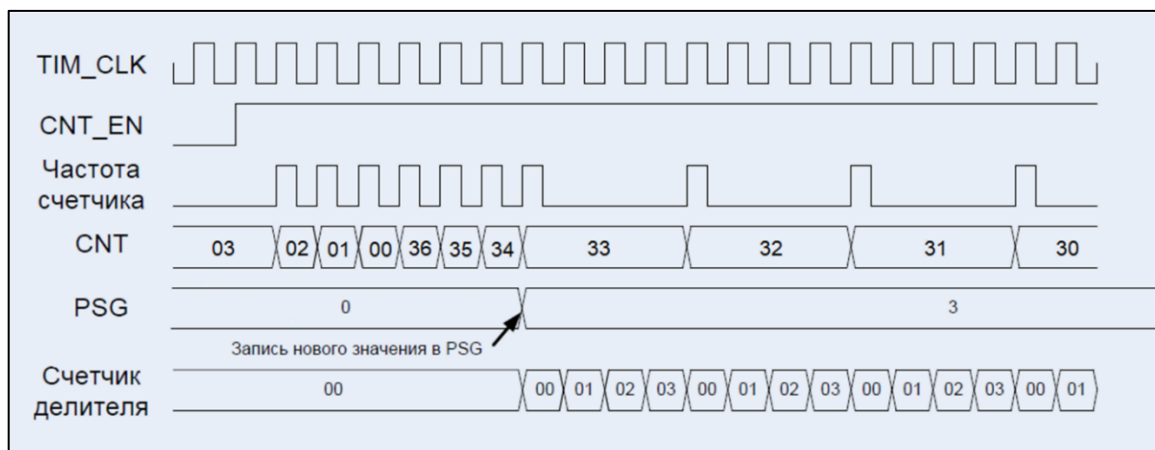 TIM_CLK
CNT_EN
Частота
счетчика
CNT 03 02 01 00 36 35 34 33 32 31 30
PSG 0 3
Запись нового значения в PSG
Счетчик
делителя
00 00 01 02 03 00 01 02 03 00 01 02 03 00 01